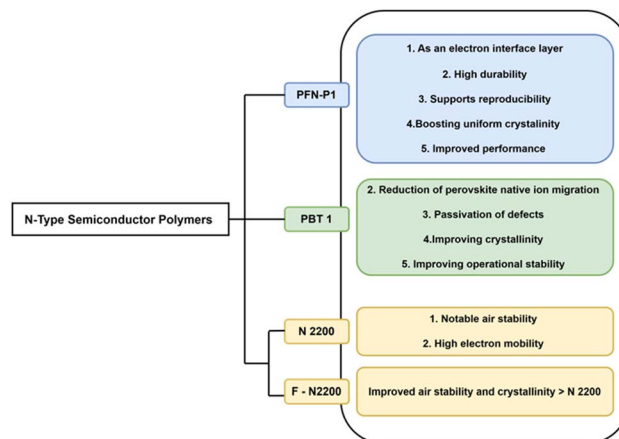 N-Type Semiconductor Polymers
PFN-P1
1. As an electron interface layer
2. High durability
3. Supports reproducibility
4.Boosting uniform crystalinity
5. Improved performance
PBT 1
2. Reduction of perovskite native ion migration
3. Passivation of defects
4.Improving crystallinity
5. Improving operational stability
N 2200
1. Notable air stability
2. High electron mobility
F - N2200
Improved air stability and crystallinity > N 2200